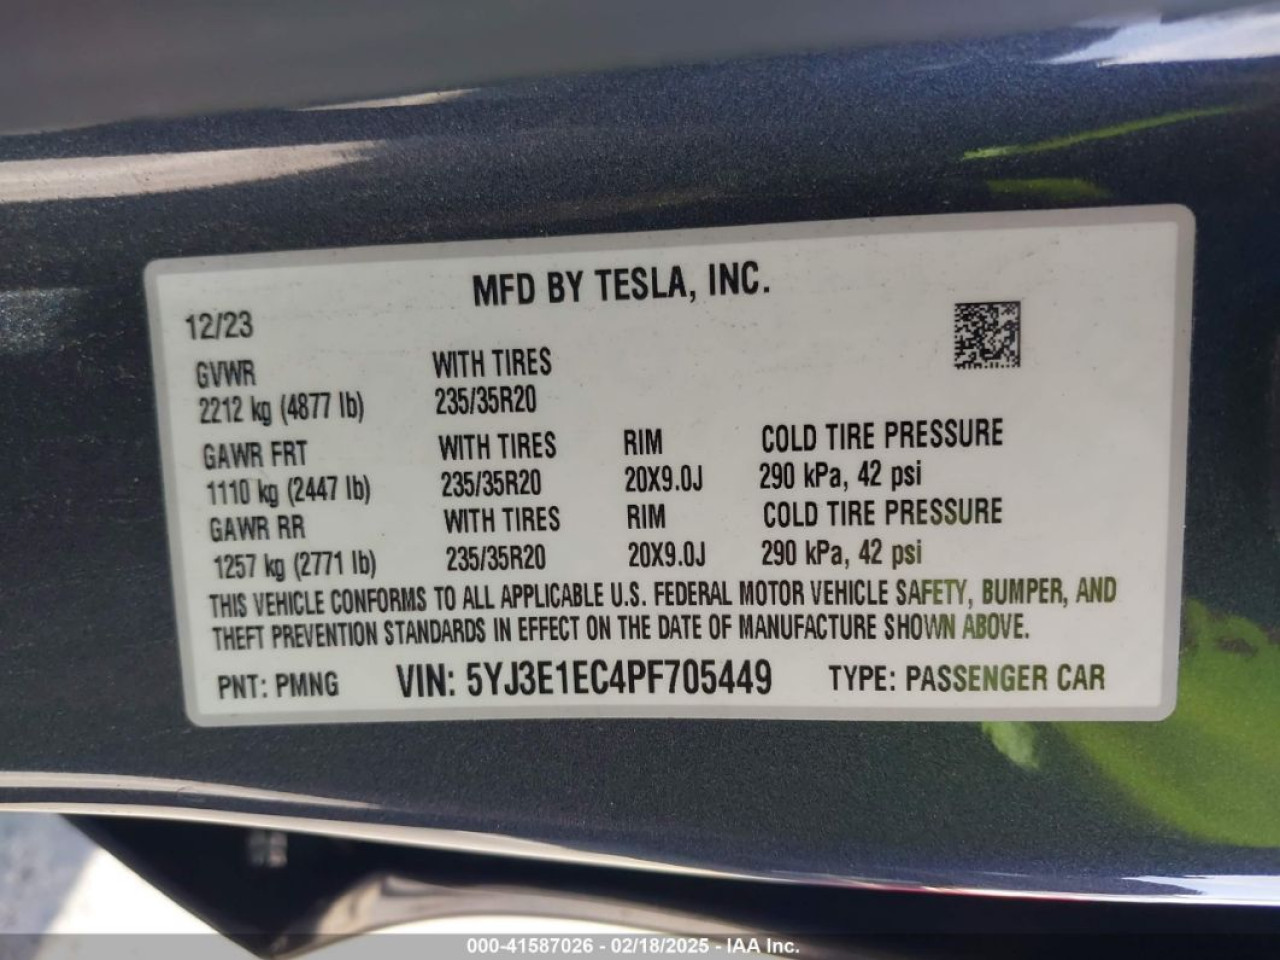 MFD BY TESLA, INC.
12/23
GVWR WITH TIRES
2212 kg (4877 lb) 235/35R20
GAWR FRT WITH TIRES RIM COLD TIRE PRESSURE
1110 kg (2447 lb) 235/35R20 20X9.0J 290 kPa, 42 psi
GAWR RR WITH TIRES RIM COLD TIRE PRESSURE
1257 kg (2771 lb) 235/35R20 20X9.0J 290 kPa, 42 psi
THIS VEHICLE CONFORMS TO ALL APPLICABLE U.S. FEDERAL MOTOR VEHICLE SAFETY, BUMPER, AND
THEFT PREVENTION STANDARDS IN EFFECT ON THE DATE OF MANUFACTURE SHOWN ABOVE.
PNT: PMNG VIN: 5YJ3E1EC4PF705449 TYPE: PASSENGER CAR
000-41587026 - 02/18/2025 - IAA Inc.